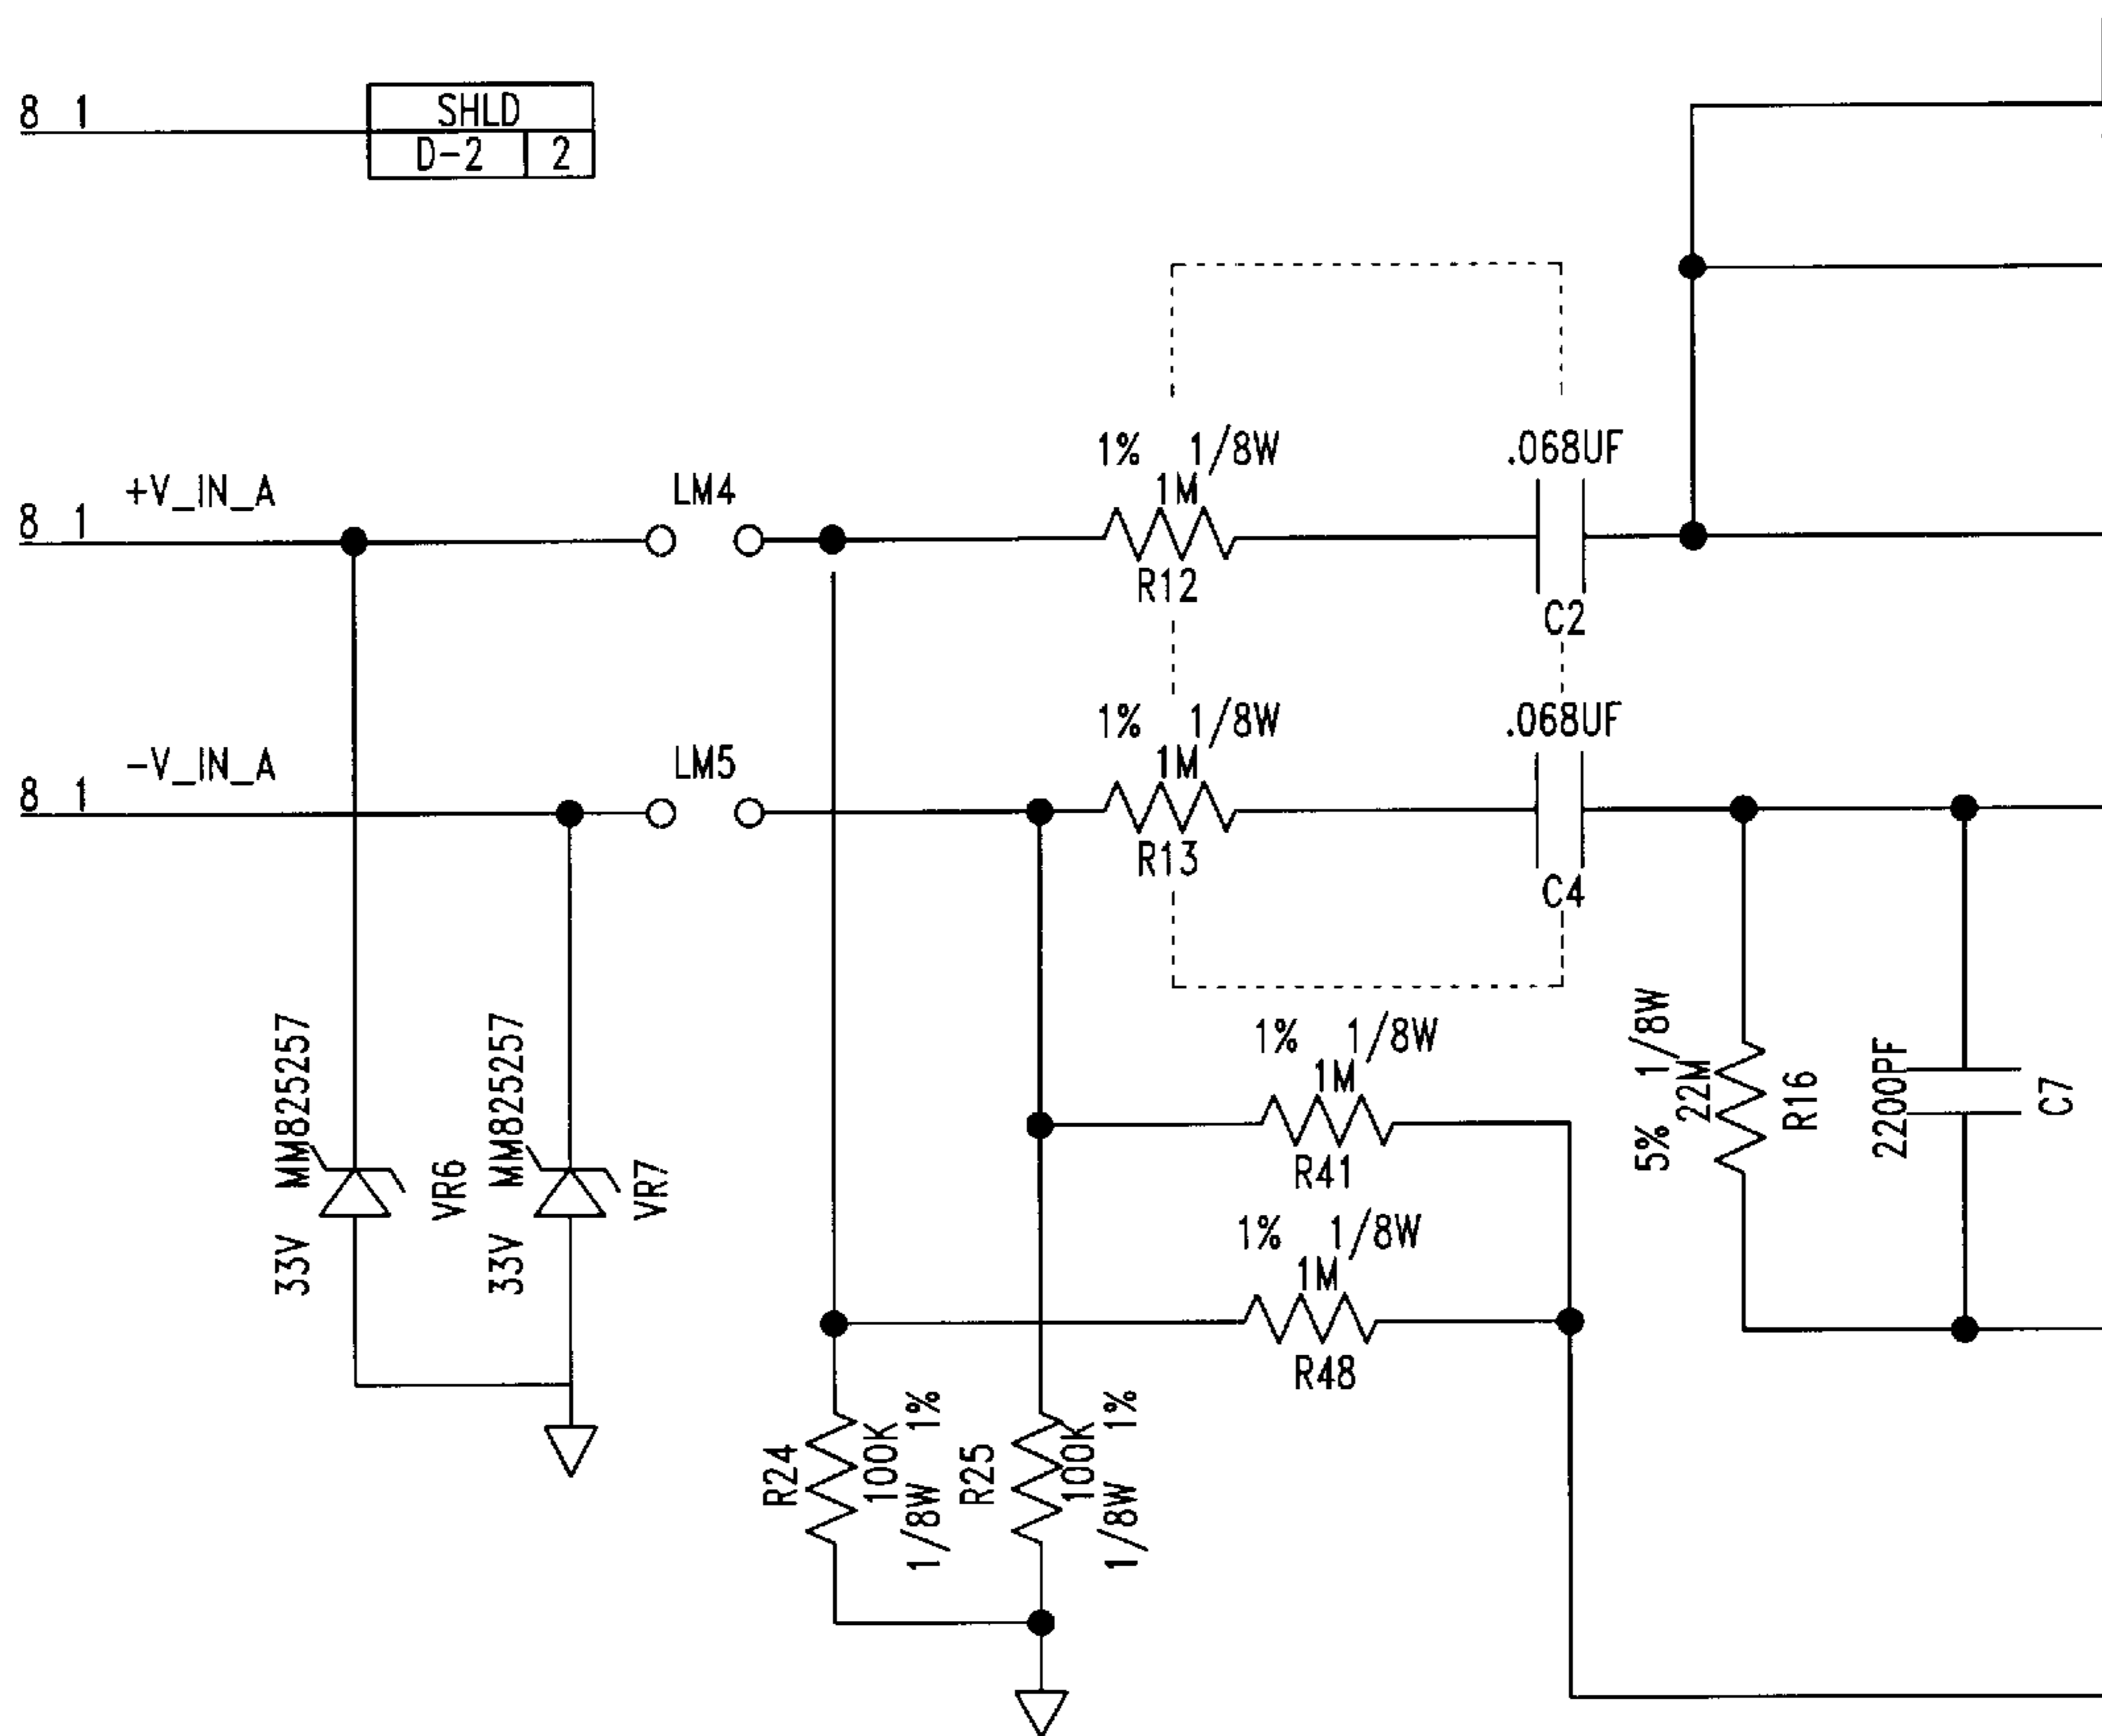 8 1
SHLD
D-2 2
1% 1/8W
.068UF
8 1
+V_IN_A
LM4
1M
R12
C2
1% 1/8W
.068UF
8 1
-V_IN_A
LM5
1M
R13
C4
33V MM825257
VR6
33V MM825257
VR7
1% 1/8W
1M
R41
5% 1/8W
22M
R16
2200PF
C7
1% 1/8W
1M
R48
R24
100K
1/8W 1%
R25
100K
1/8W 1%